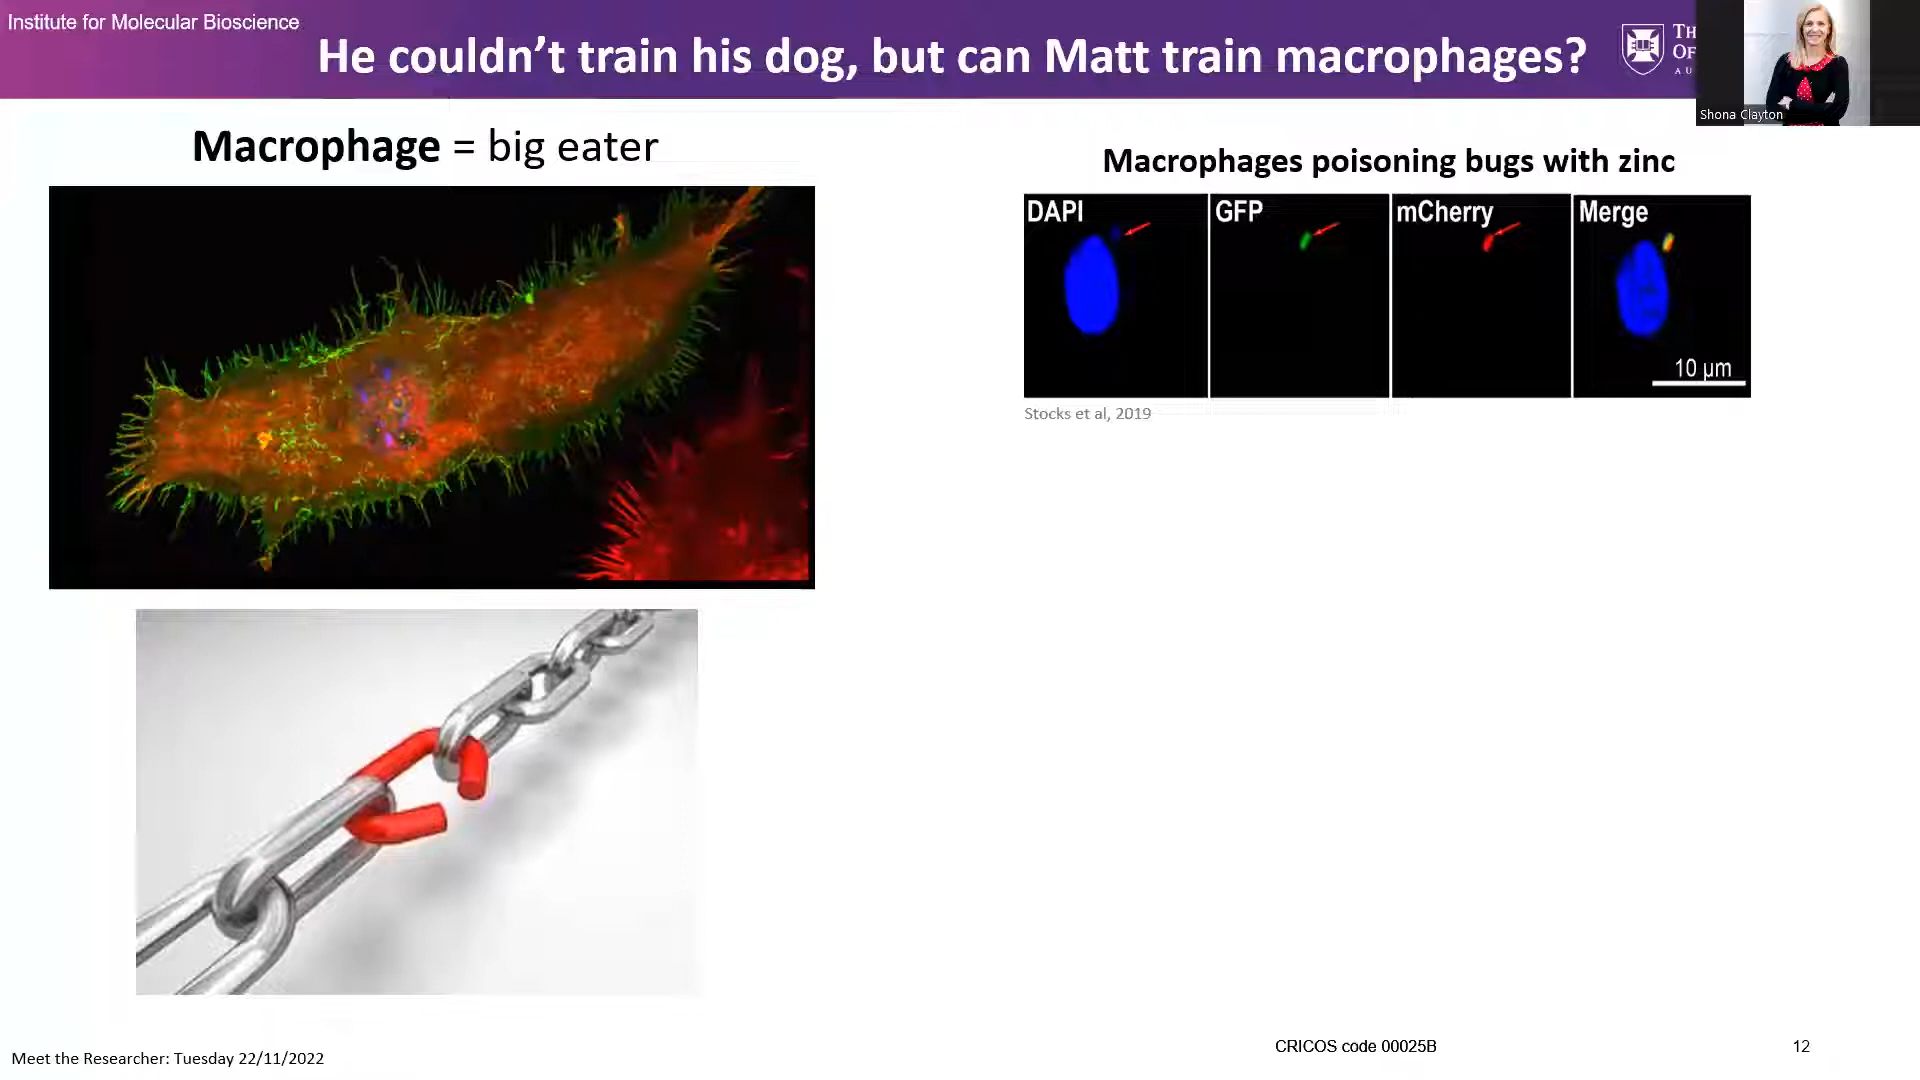 Institute for Molecular Bioscience
He couldn’t train his dog, but can Matt train macrophages?
Shona Clayton
Macrophage = big eater
Macrophages poisoning bugs with zinc
DAPI
GFP
mCherry
Merge
10 µm
Stocks et al, 2019
Meet the Researcher: Tuesday 22/11/2022
CRICOS code 00025B
12